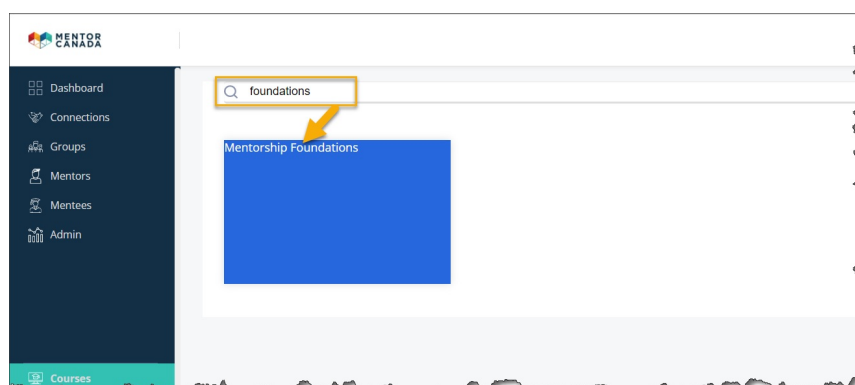 MENTOR
CANADA
Dashboard
Connections
Groups
Mentors
Mentees
Admin
Courses
foundations
Mentorship Foundations